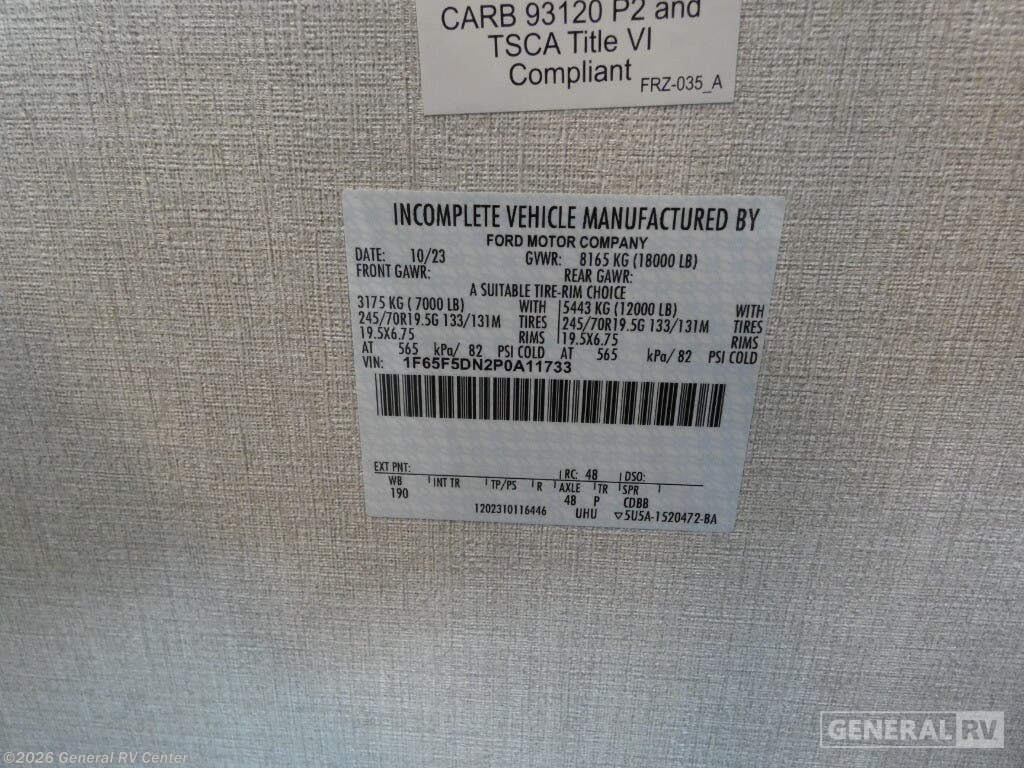 CARB 93120 P2 and
TSCA Title VI
Compliant FRZ-035_A
INCOMPLETE VEHICLE MANUFACTURED BY
FORD MOTOR COMPANY
DATE: 10/23 GVWR: 8165 KG (18000 LB)
FRONT GAWR: REAR GAWR:
A SUITABLE TIRE-RIM CHOICE
3175 KG ( 7000 LB) WITH 5443 KG (12000 LB) WITH
245/70R19.5G 133/131M TIRES 245/70R19.5G 133/131M TIRES
19.5X6.75 RIMS 19.5X6.75 RIMS
AT 565 kPa/ 82 PSI COLD AT 565 kPa/ 82 PSI COLD
VIN: 1F65F5DN2P0A11733
EXT PNT: RC: 48 DSO:
WB INT TR TP/PS R AXLE TR SPR
190 48 P CDBB
1202310116446 UHU ▽5U5A-1520472-BA
GENERAL RV
©2026 General RV Center